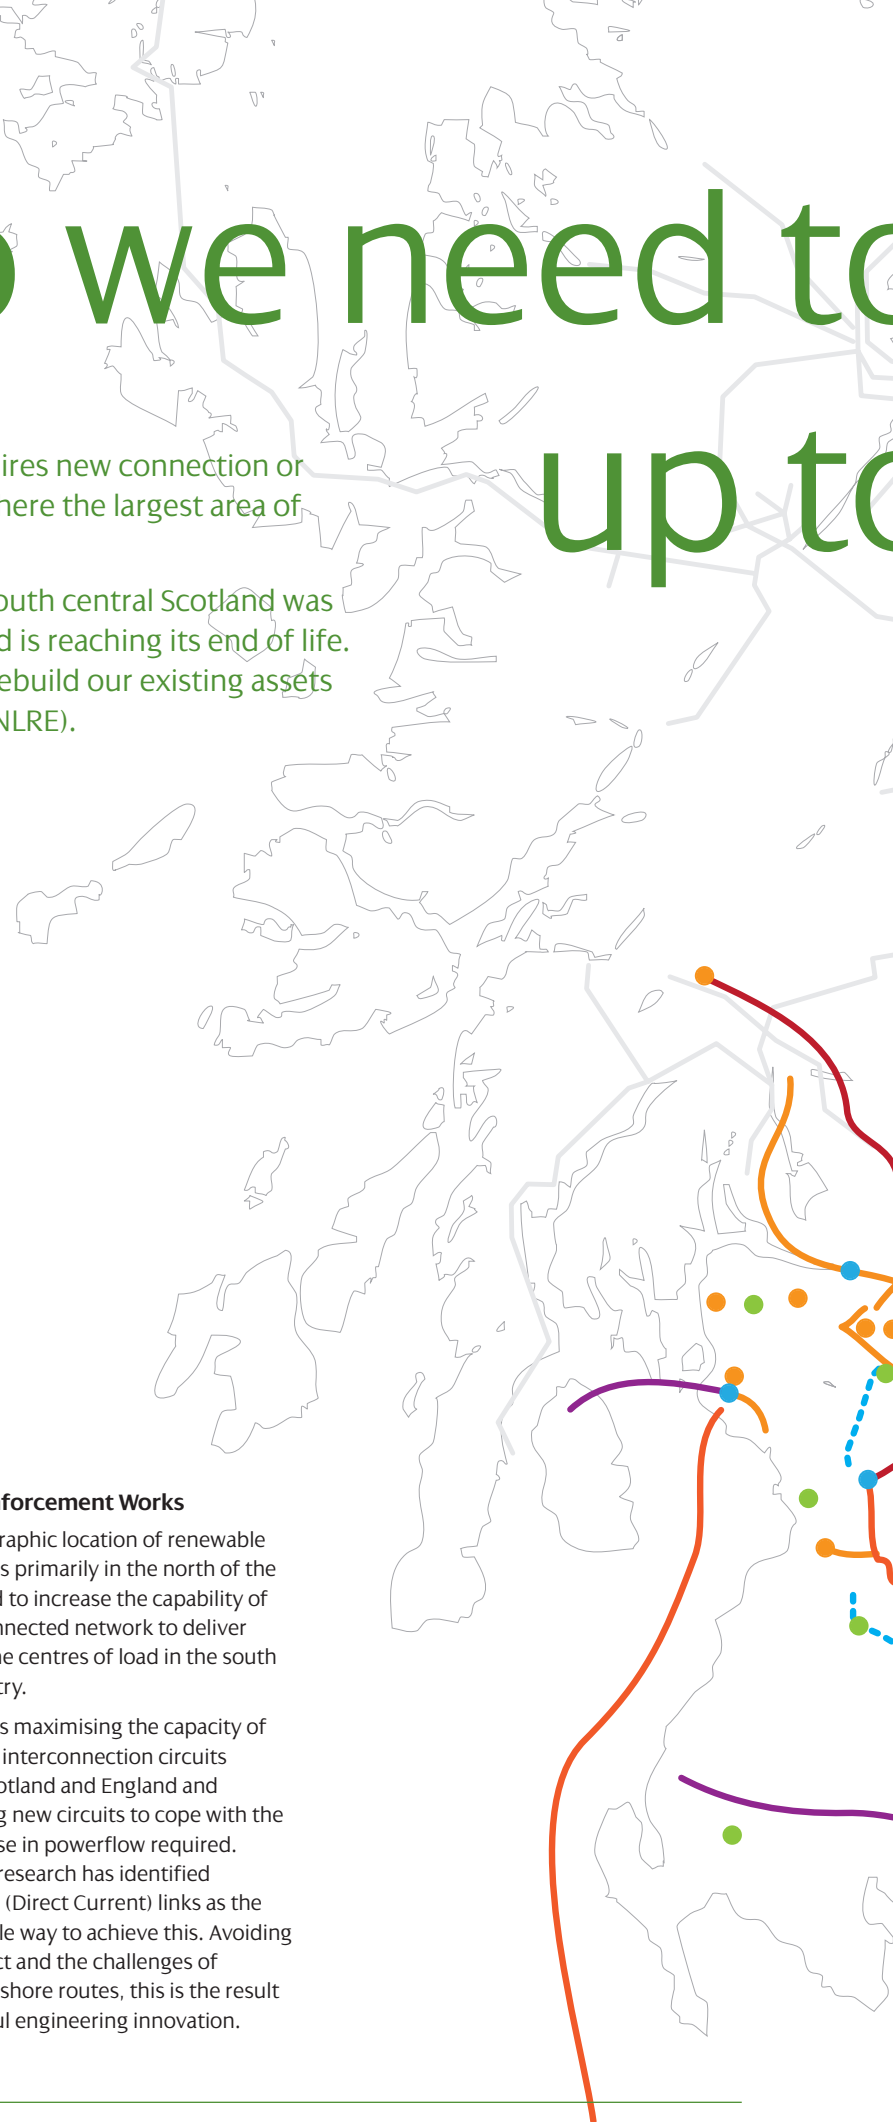 we need to
up to
ires new connection or
here the largest area of
outh central Scotland was
d is reaching its end of life.
ebuild our existing assets
NLRE).
forcement Works
raphic location of renewable
s primarily in the north of the
d to increase the capability of
nnected network to deliver
e centres of load in the south
try.
s maximising the capacity of
interconnection circuits
otland and England and
g new circuits to cope with the
se in powerflow required.
research has identified
(Direct Current) links as the
le way to achieve this. Avoiding
ct and the challenges of
shore routes, this is the result
ul engineering innovation.